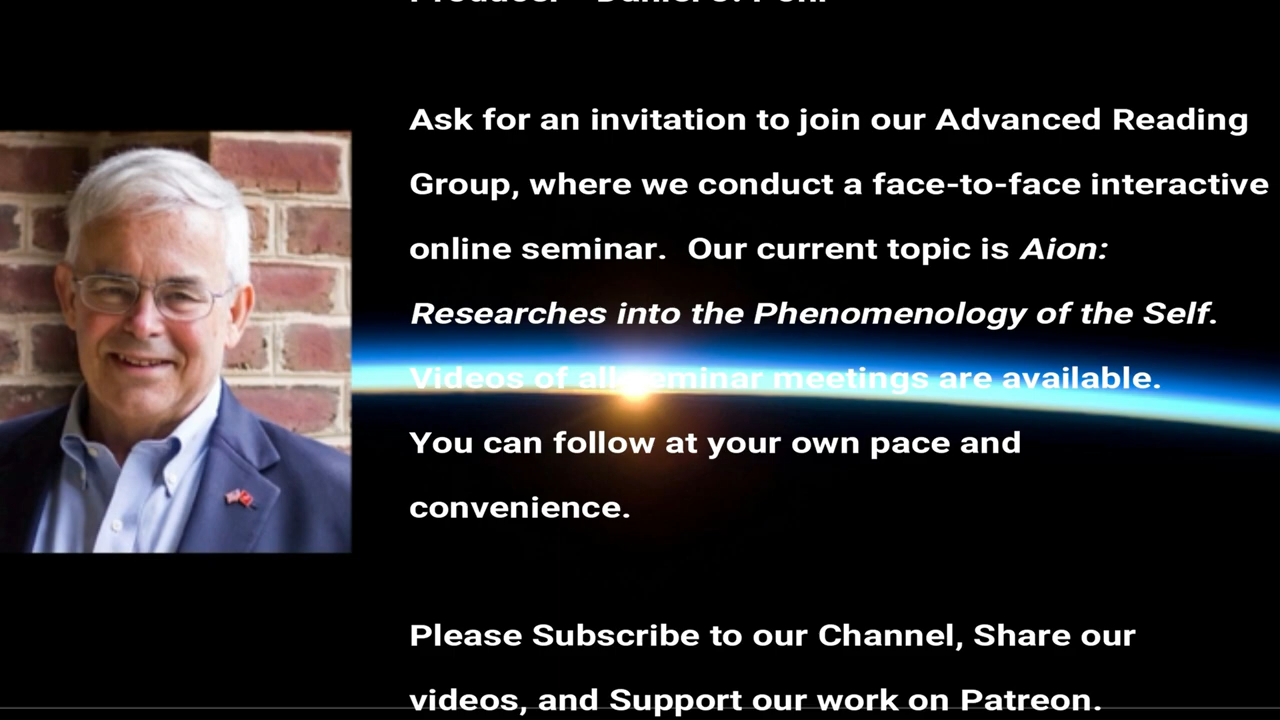 Ask for an invitation to join our Advanced Reading
Group, where we conduct a face-to-face interactive
online seminar. Our current topic is Aion:
Researches into the Phenomenology of the Self.
Videos of all seminar meetings are available.
You can follow at your own pace and
convenience.
Please Subscribe to our Channel, Share our
videos, and Support our work on Patreon.